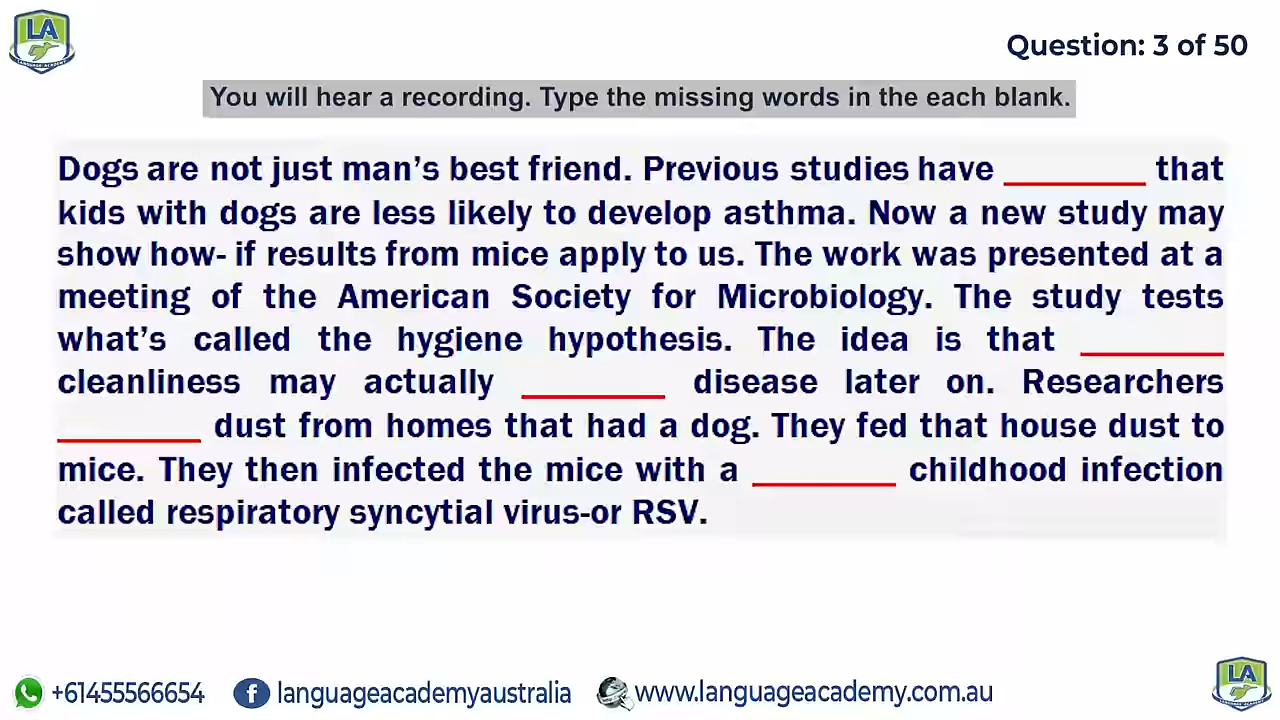 LA
LANGUAGE ACADEMY
Question: 3 of 50
You will hear a recording. Type the missing words in the each blank.
Dogs are not just man’s best friend. Previous studies have ________ that
kids with dogs are less likely to develop asthma. Now a new study may
show how- if results from mice apply to us. The work was presented at a
meeting of the American Society for Microbiology. The study tests
what’s called the hygiene hypothesis. The idea is that ________
cleanliness may actually ________ disease later on. Researchers
________ dust from homes that had a dog. They fed that house dust to
mice. They then infected the mice with a ________ childhood infection
called respiratory syncytial virus-or RSV.
+61455566654 languageacademyaustralia www.languageacademy.com.au
LA